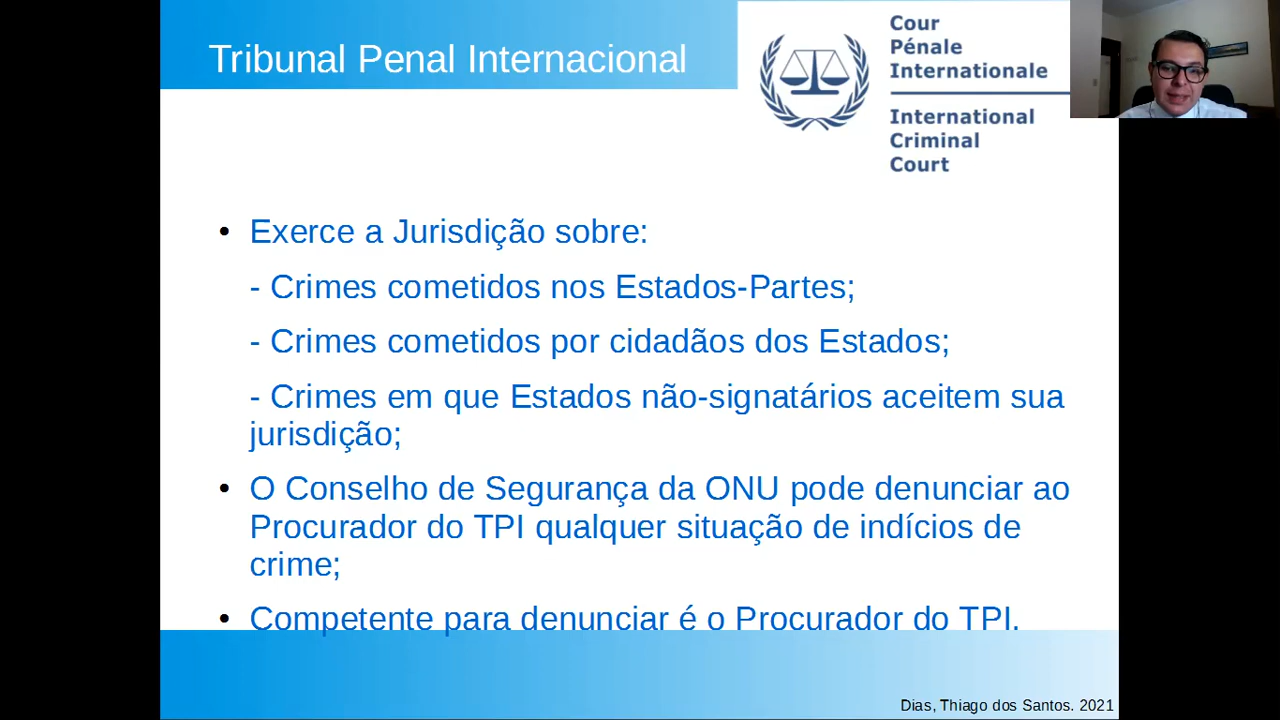 Tribunal Penal Internacional
Cour
Pénale
Internationale
International
Criminal
Court
• Exerce a Jurisdição sobre:
- Crimes cometidos nos Estados-Partes;
- Crimes cometidos por cidadãos dos Estados;
- Crimes em que Estados não-signatários aceitem sua
jurisdição;
• O Conselho de Segurança da ONU pode denunciar ao
Procurador do TPI qualquer situação de indícios de
crime;
• Competente para denunciar é o Procurador do TPI.
Dias, Thiago dos Santos. 2021